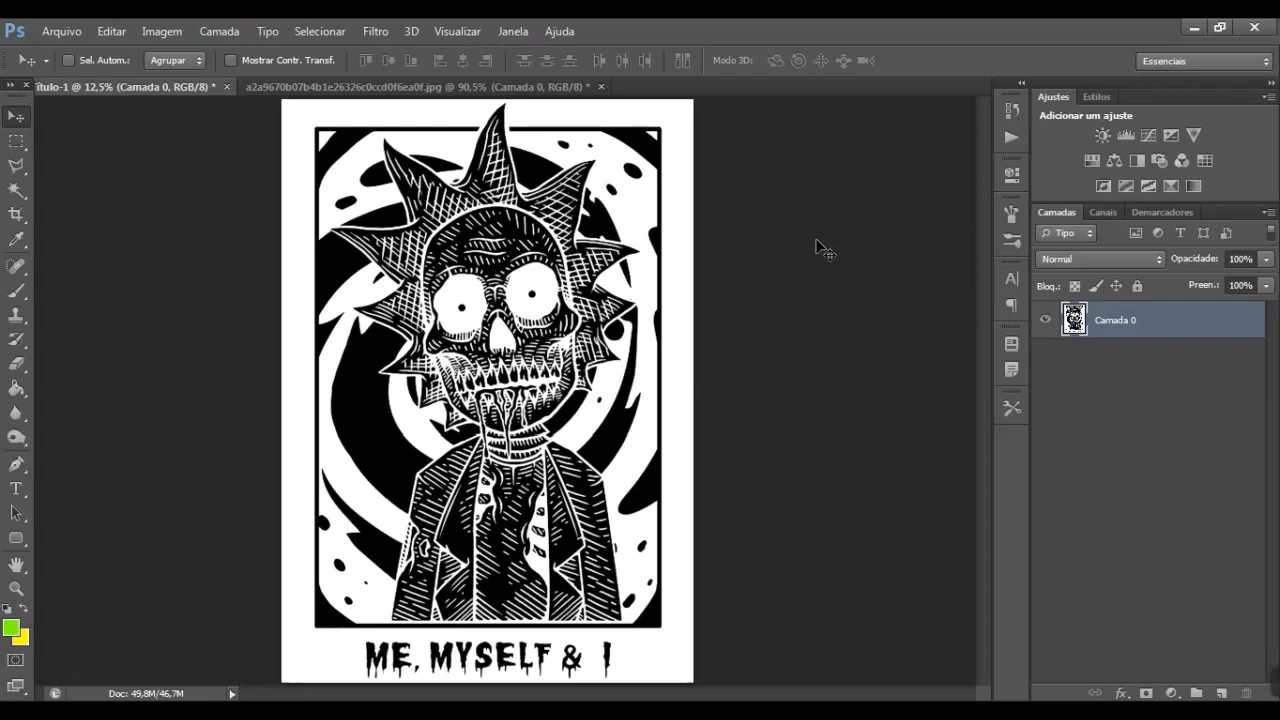 Ps Arquivo Editar Imagem Camada Tipo Selecionar Filtro 3D Visualizar Janela Ajuda
Sel. Autom.: Agrupar Mostrar Contr. Transf. Modo 3D: Essenciais
ítulo-1 @ 12,5% (Camada 0, RGB/8) * × a2a9670b07b4b1e26326c0ccd0f6ea0f.jpg @ 90,5% (Camada 0, RGB/8) * ×
Ajustes Estilos
Adicionar um ajuste
Camadas Canais Demarcadores
Tipo
Normal Opacidade: 100%
Bloq.: Preen.: 100%
Camada 0
ME, MYSELF & I
Doc: 49,8M/46,7M